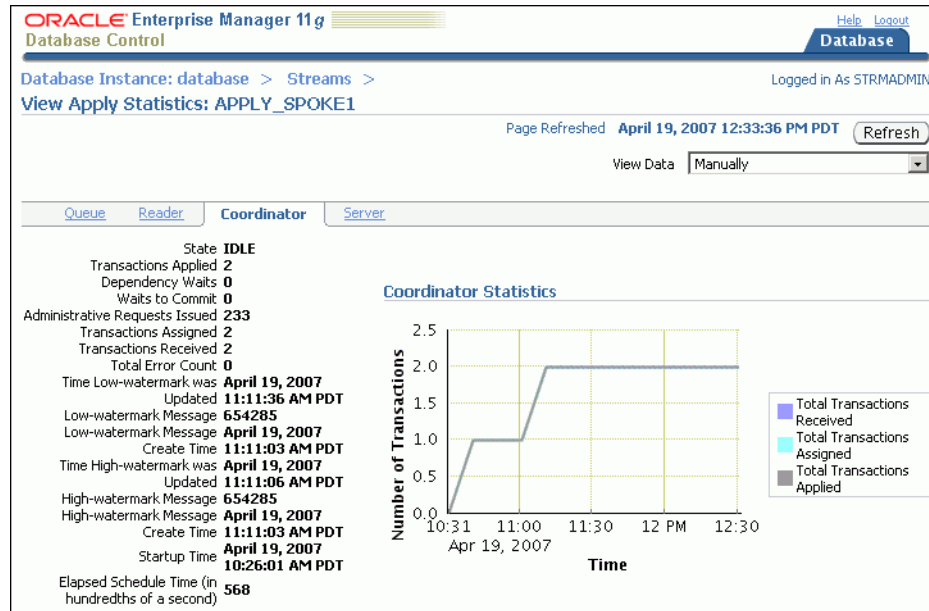 ORACLE Enterprise Manager 11g
Database Control
Help Logout
Database
Database Instance: database > Streams >
Logged in As STRMADMIN
View Apply Statistics: APPLY_SPOKE1
Page Refreshed April 19, 2007 12:33:36 PM PDT Refresh
View Data Manually
Queue Reader Coordinator Server
State IDLE
Transactions Applied 2
Dependency Waits 0
Waits to Commit 0
Administrative Requests Issued 233
Transactions Assigned 2
Transactions Received 2
Total Error Count 0
Time Low-watermark was April 19, 2007
Updated 11:11:36 AM PDT
Low-watermark Message 654285
Low-watermark Message April 19, 2007
Create Time 11:11:03 AM PDT
Time High-watermark was April 19, 2007
Updated 11:11:06 AM PDT
High-watermark Message 654285
High-watermark Message April 19, 2007
Create Time 11:11:03 AM PDT
Startup Time April 19, 2007
10:26:01 AM PDT
Elapsed Schedule Time (in
hundredths of a second) 568
Coordinator Statistics
Number of Transactions
2.5
2.0
1.5
1.0
0.5
0.0
10:31 11:00 11:30 12 PM 12:30
Apr 19, 2007
Time
Total Transactions
Received
Total Transactions
Assigned
Total Transactions
Applied